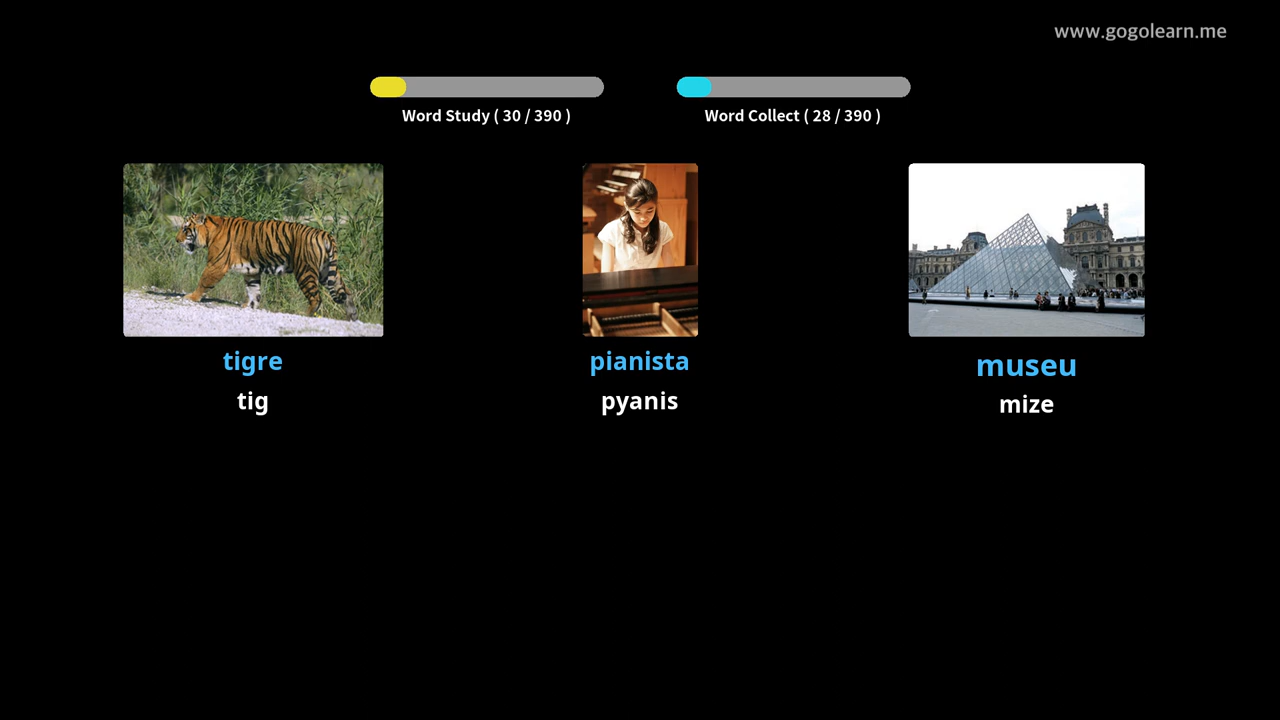 www.gogolearn.me
Word Study ( 30 / 390 )
Word Collect ( 28 / 390 )
tigre
tig
pianista
pyanis
museu
mize